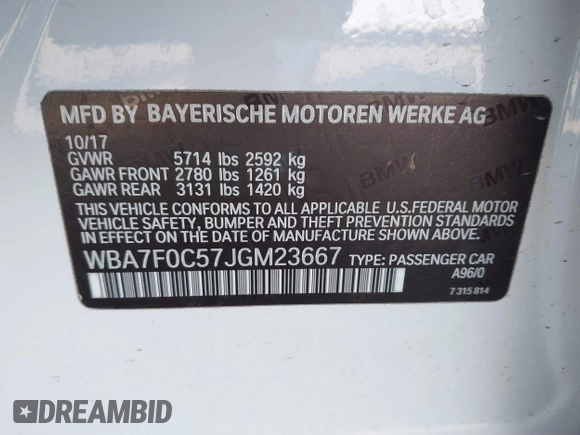 MFD BY BAYERISCHE MOTOREN WERKE AG
10/17
GVWR 5714 lbs 2592 kg
GAWR FRONT 2780 lbs 1261 kg
GAWR REAR 3131 lbs 1420 kg
THIS VEHICLE CONFORMS TO ALL APPLICABLE U.S.FEDERAL MOTOR
VEHICLE SAFETY, BUMPER AND THEFT PREVENTION STANDARDS
IN EFFECT ON THE DATE OF MANUFACTURE SHOWN ABOVE.
WBA7F0C57JGM23667 TYPE: PASSENGER CAR
A96/0
7 315 814
BMW
BMW
BMW
DREAMBID